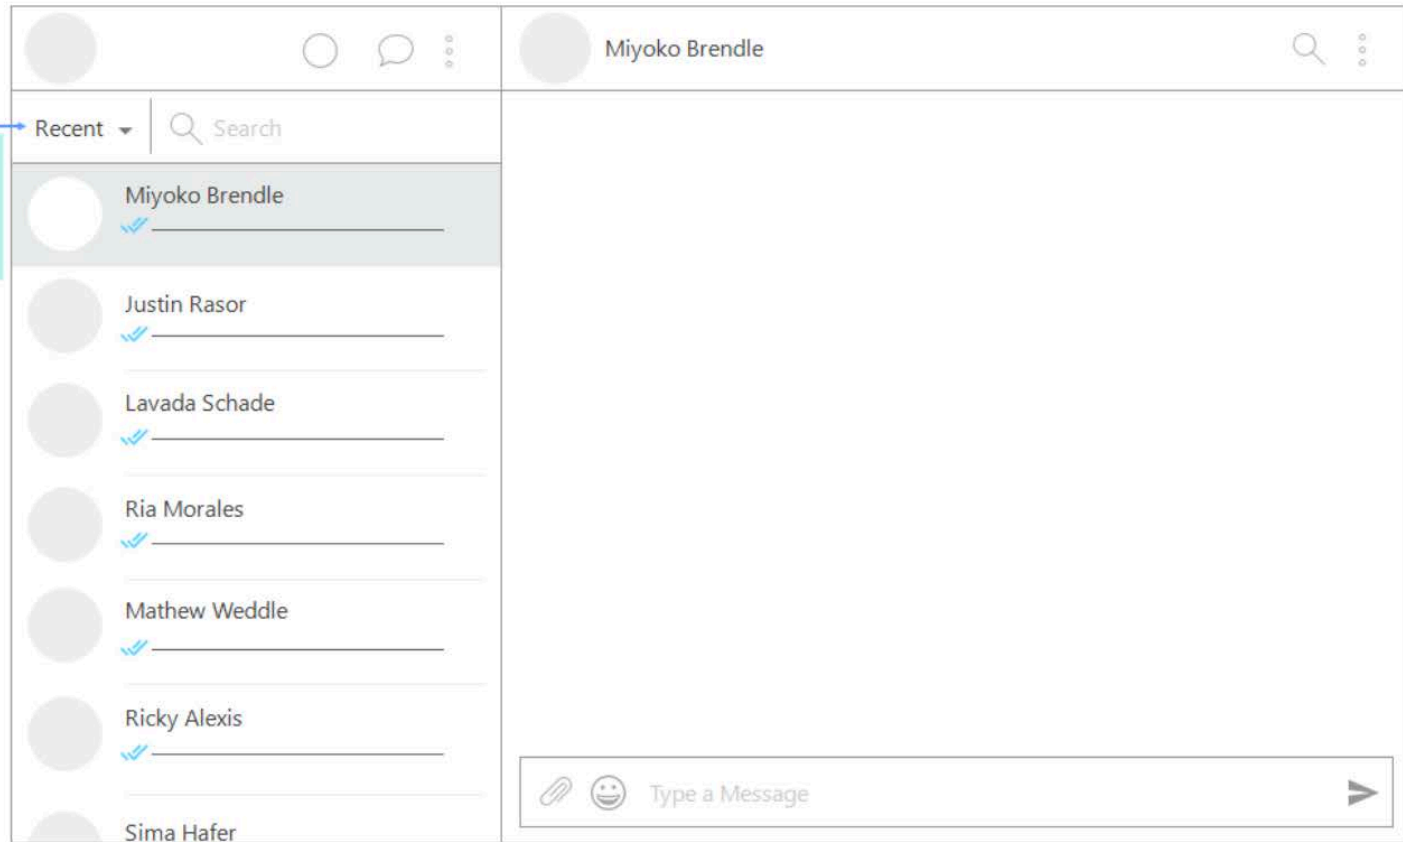 Miyoko Brendle
Recent
Search
Miyoko Brendle
Justin Rasor
Lavada Schade
Ria Morales
Mathew Weddle
Ricky Alexis
Sima Hafer
Type a Message